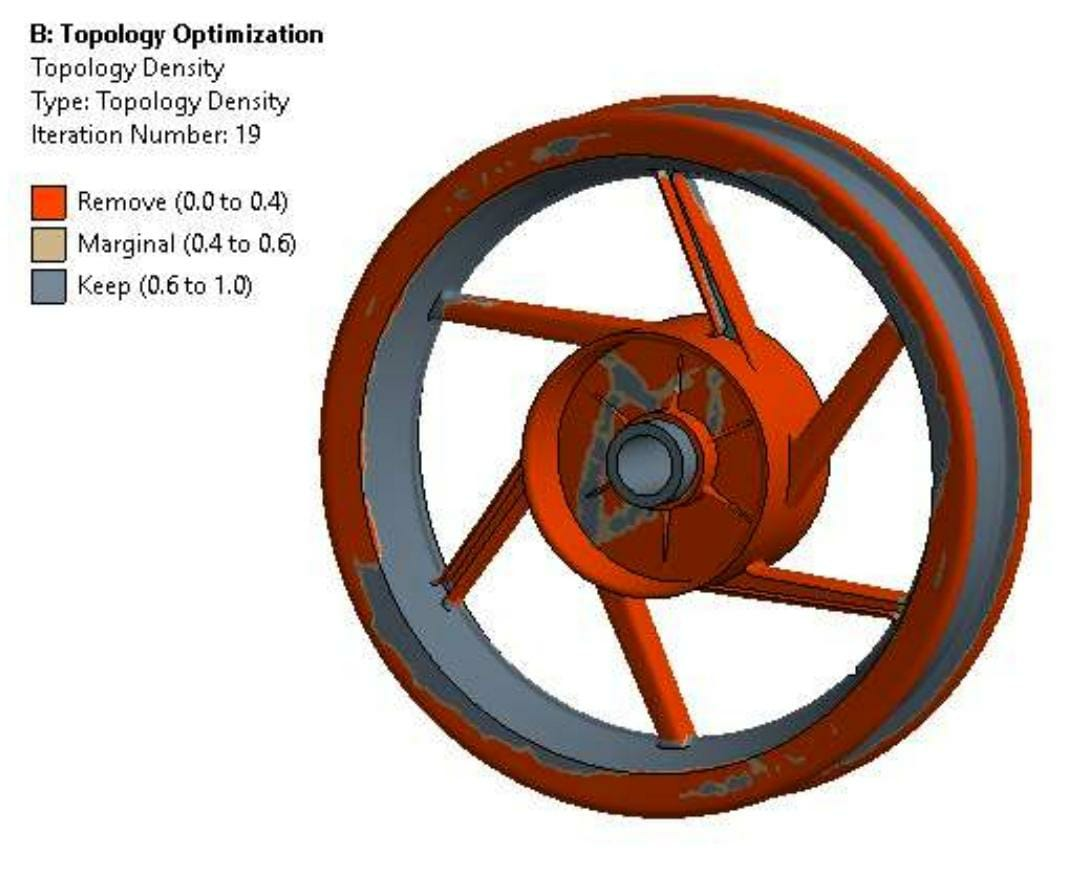 B: Topology Optimization
Topology Density
Type: Topology Density
Iteration Number: 19
Remove (0.0 to 0.4)
Marginal (0.4 to 0.6)
Keep (0.6 to 1.0)